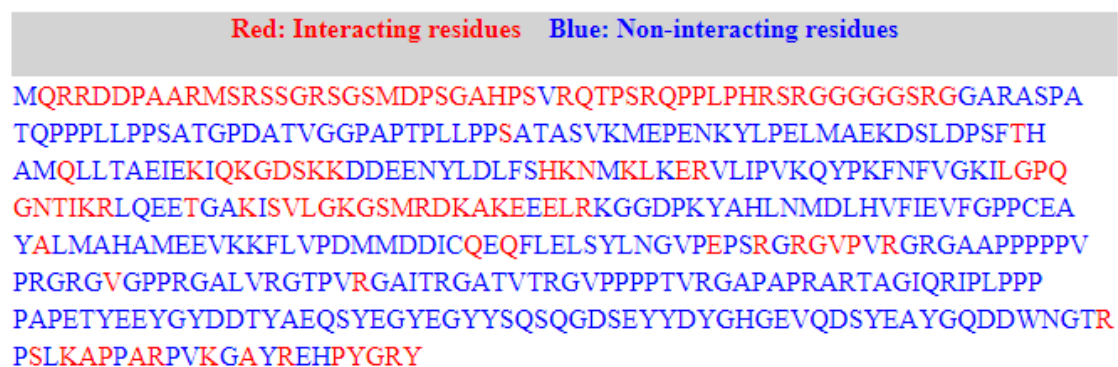 Red: Interacting residues Blue: Non-interacting residues
MQRRDDPAARMSRSSGRSGSMDPSGAHPSVRQTPSRQPPLPHRSRGGGGGSRGGARASPA
TQPPPLLPPSATGPDATVGGPAPTPLLPPSATASVKMEPENKYLPELMAEKDSLDPSFTH
AMQLLTAEIEKIQKGDSKKDDEENYLDLFSHKNMKLKERVLIPVKQYPKFNFVGKILGPQ
GNTIKRLQEETGAKISVLGKGSMRDKAKEEELRKGGDPKYAHLNMDLHVFIEVFGPPCEA
YALMAHAMEEVKKFLVPDMMDDICQEQFLELSYLNGVPEPSRGRGVPVRGRGAAPPPPPV
PRGRGVGPPRGALVRGTPVRGAITRGATVTRGVPPPPTVRGAPAPRARTAGIQRIPLPPP
PAPETYEEYGYDDTYAEQSYEGYEGYYSQSQGDSEYYDYGHGEVQDSYEAYGQDDWNGTR
PSLKAPPARPVKGAYREHPYGRY